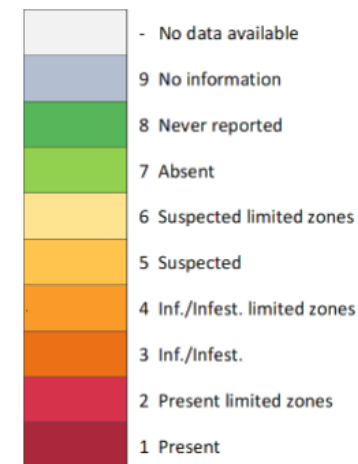 - No data available
9 No information
8 Never reported
7 Absent
6 Suspected limited zones
5 Suspected
4 Inf./Infest. limited zones
3 Inf./Infest.
2 Present limited zones
1 Present